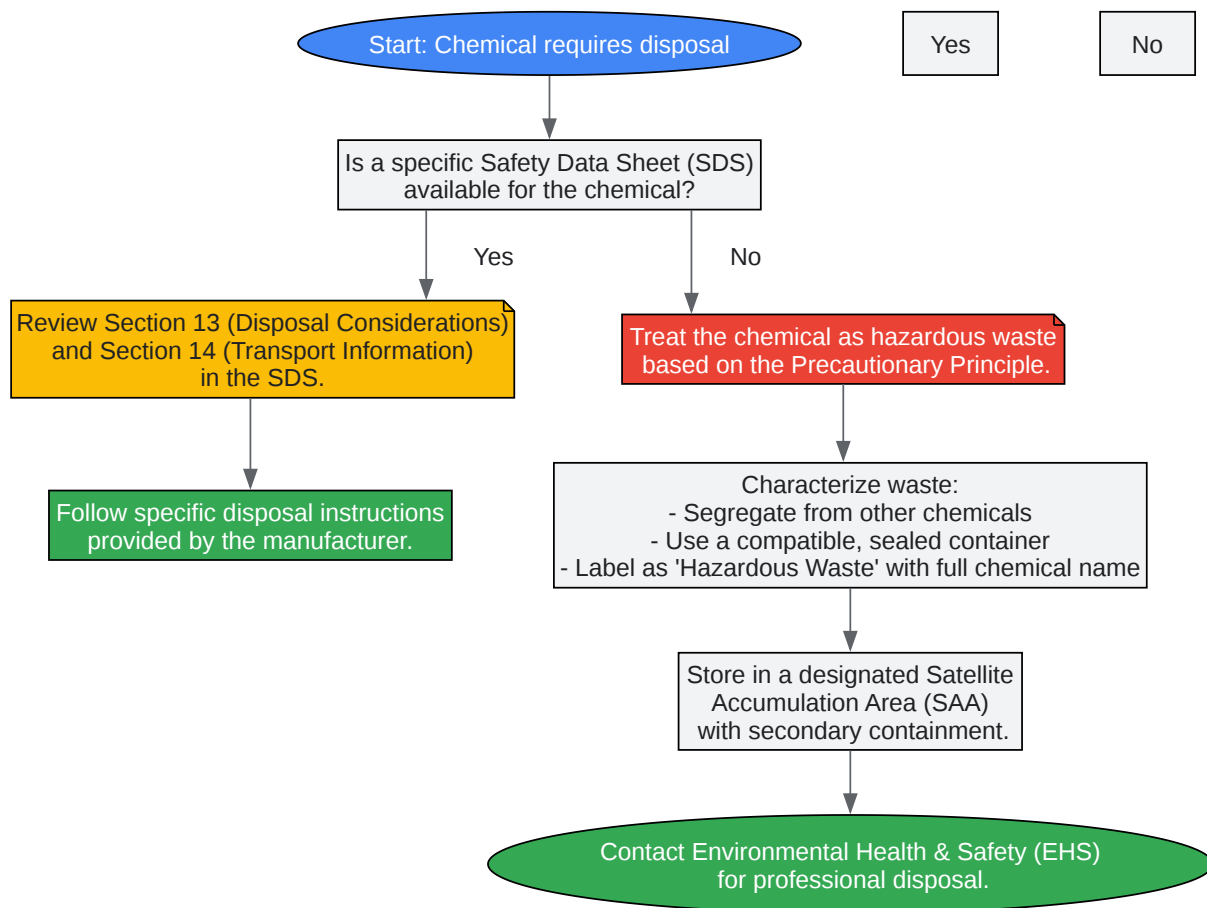 Start: Chemical requires disposal
Yes
No
Is a specific Safety Data Sheet (SDS)
available for the chemical?
Yes
No
Review Section 13 (Disposal Considerations)
and Section 14 (Transport Information)
in the SDS.
Treat the chemical as hazardous waste
based on the Precautionary Principle.
Follow specific disposal instructions
provided by the manufacturer.
Characterize waste:
- Segregate from other chemicals
- Use a compatible, sealed container
- Label as 'Hazardous Waste' with full chemical name
Store in a designated Satellite
Accumulation Area (SAA)
with secondary containment.
Contact Environmental Health & Safety (EHS)
for professional disposal.